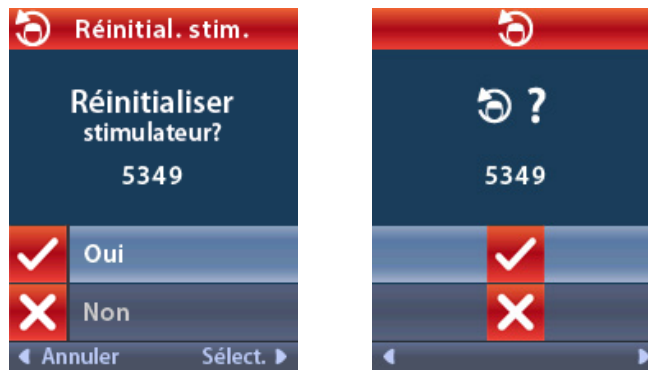 Réinitial. stim.
Réinitialiser
stimulateur?
5349
Oui
Non
Annuler Sélect.
?
5349